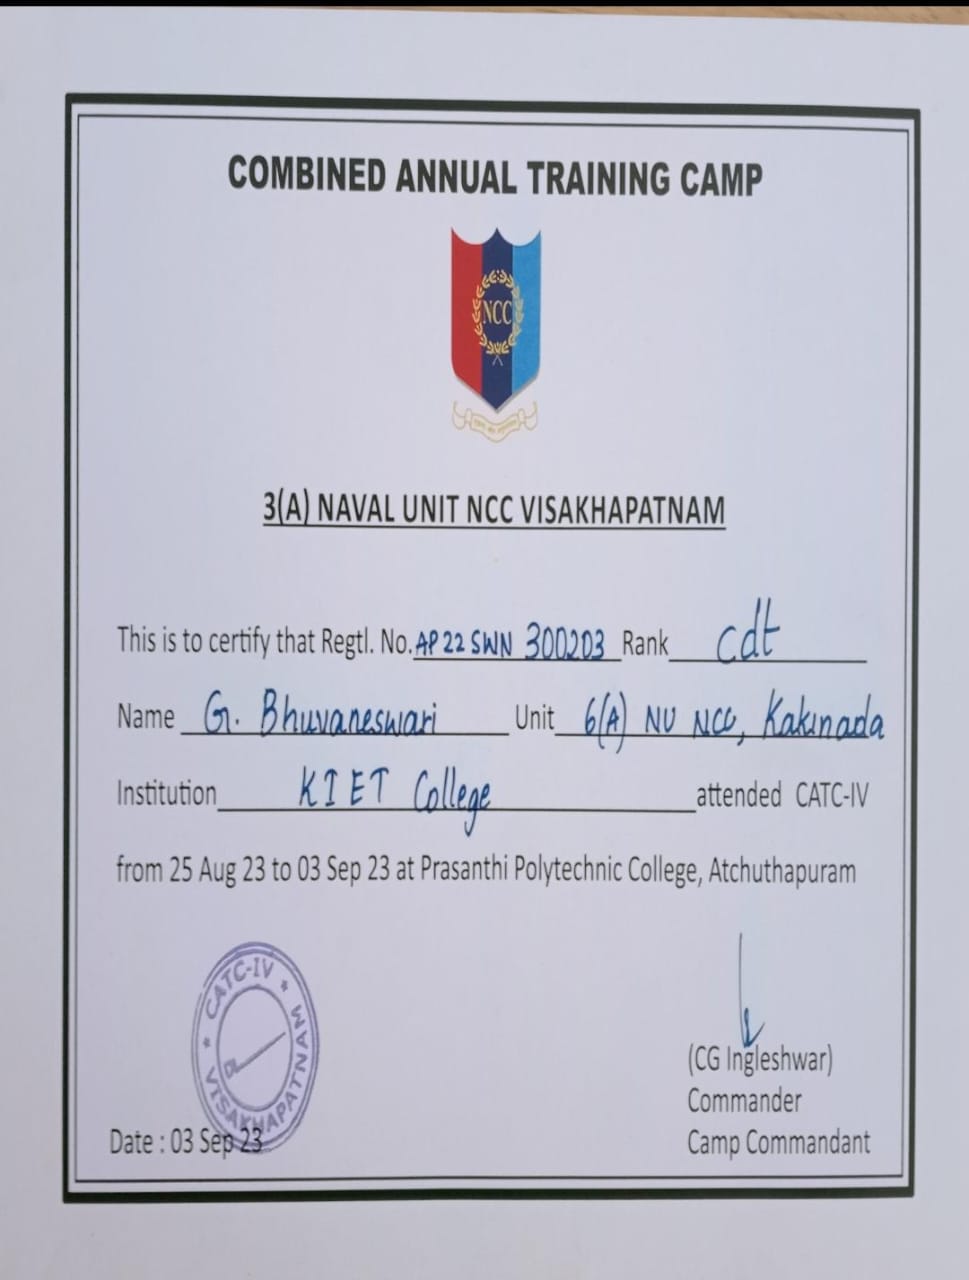 COMBINED ANNUAL TRAINING CAMP
NCC
3(A) NAVAL UNIT NCC VISAKHAPATNAM
This is to certify that Regtl. No. AP 22 SWN 300203 Rank cdt
Name G. Bhuvaneswari Unit 6(A) NU NCC, Kakinada
Institution KIET College attended CATC-IV
from 25 Aug 23 to 03 Sep 23 at Prasanthi Polytechnic College, Atchuthapuram
* CATC-IV *
VISAKHAPATNAM
(CG Ingleshwar)
Commander
Date : 03 Sep 23 Camp Commandant